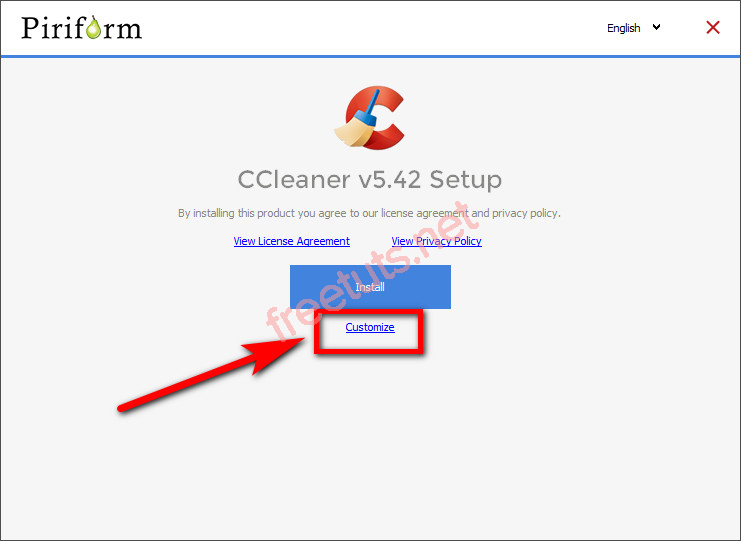 Piriform
English
CCleaner v5.42 Setup
By installing this product you agree to our license agreement and privacy policy.
View License Agreement View Privacy Policy
Install
Customize
freetuts.net